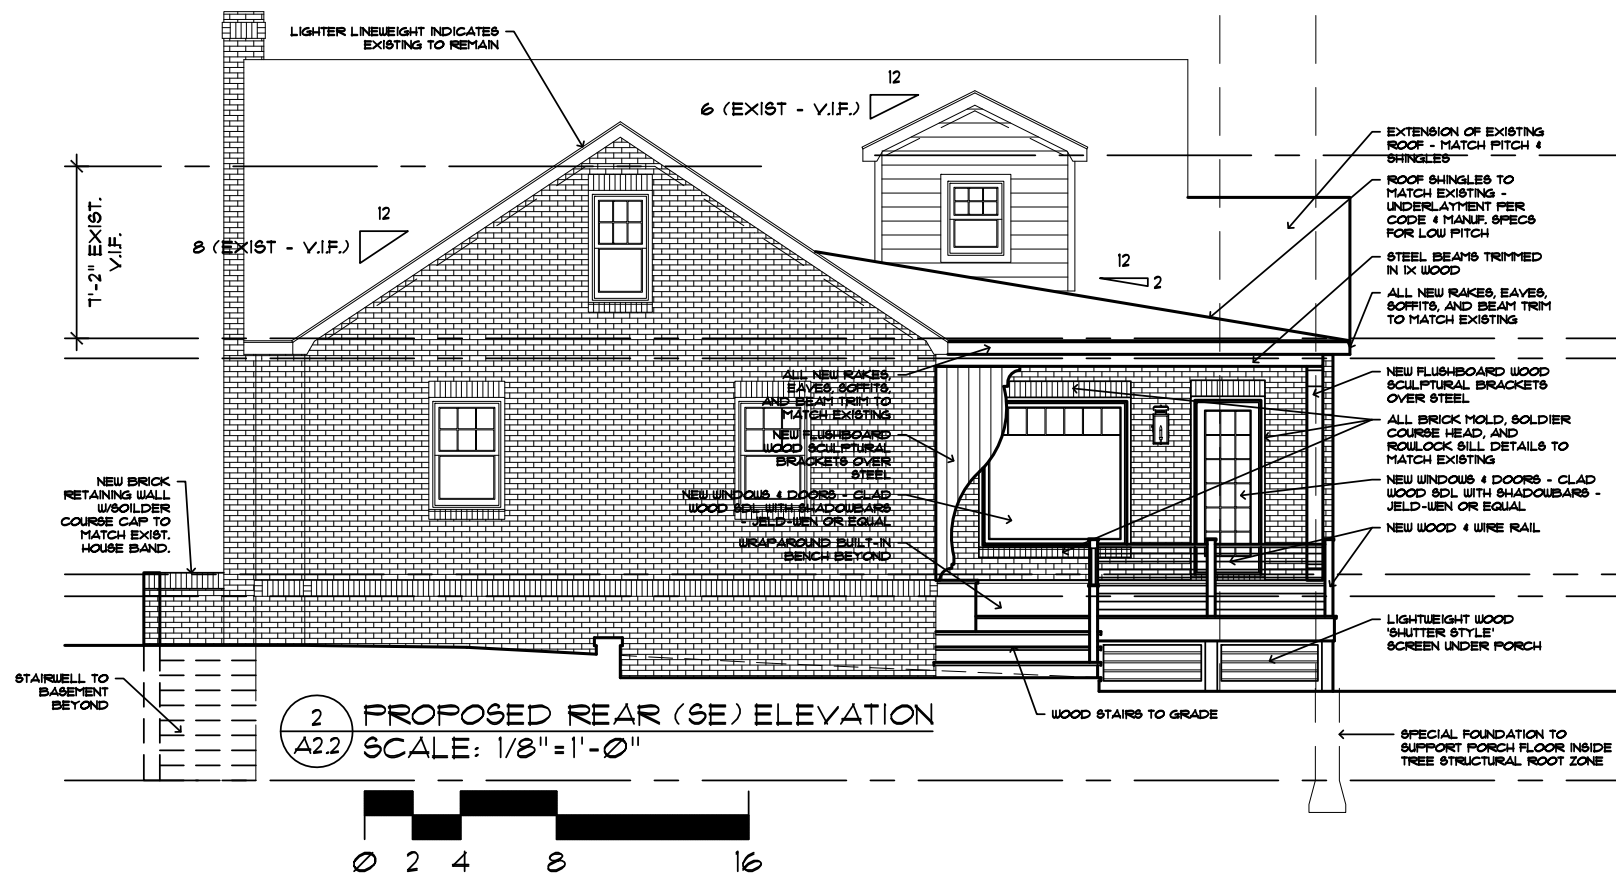 LIGHTER LINEWEIGHT INDICATES
EXISTING TO REMAIN
12
6 (EXIST - V.I.F.)
12
8 (EXIST - V.I.F.)
7'-2" EXIST.
V.I.F.
12
2
EXTENSION OF EXISTING
ROOF - MATCH PITCH &
SHINGLES
ROOF SHINGLES TO
MATCH EXISTING -
UNDERLAYMENT PER
CODE & MANUF. SPECS
FOR LOW PITCH
STEEL BEAMS TRIMMED
IN 1X WOOD
ALL NEW RAKES, EAVES,
SOFFITS, AND BEAM TRIM
TO MATCH EXISTING
NEW FLUSHBOARD WOOD
SCULPTURAL BRACKETS
OVER STEEL
ALL BRICK MOLD, SOLDIER
COURSE HEAD, AND
ROWLOCK SILL DETAILS TO
MATCH EXISTING
NEW WINDOWS & DOORS - CLAD
WOOD SDL WITH SHADOWBARS -
JELD-WEN OR EQUAL
NEW WOOD & WIRE RAIL
LIGHTWEIGHT WOOD
'SHUTTER STYLE'
SCREEN UNDER PORCH
SPECIAL FOUNDATION TO
SUPPORT PORCH FLOOR INSIDE
TREE STRUCTURAL ROOT ZONE
ALL NEW RAKES,
EAVES, SOFFITS,
AND BEAM TRIM TO
MATCH EXISTING
NEW FLUSHBOARD
WOOD SCULPTURAL
BRACKETS OVER
STEEL
NEW WINDOWS & DOORS - CLAD
WOOD SDL WITH SHADOWBARS
- JELD-WEN OR EQUAL
WRAPAROUND BUILT-IN
BENCH BEYOND
NEW BRICK
RETAINING WALL
W/SOILDER
COURSE CAP TO
MATCH EXIST.
HOUSE BAND.
STAIRWELL TO
BASEMENT
BEYOND
WOOD STAIRS TO GRADE
2
A2.2
PROPOSED REAR (SE) ELEVATION
SCALE: 1/8"=1'-0"
0 2 4 8 16